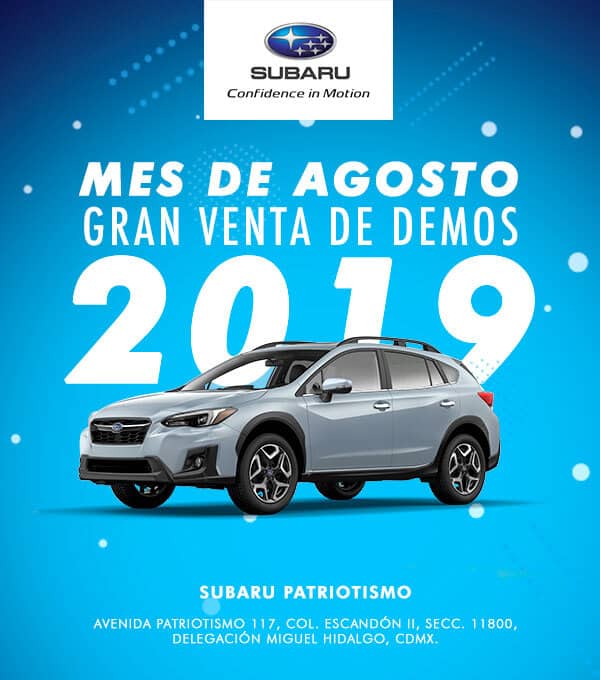 SUBARU
Confidence in Motion
MES DE AGOSTO
GRAN VENTA DE DEMOS
2019
SUBARU PATRIOTISMO
AVENIDA PATRIOTISMO 117, COL. ESCANDÓN II, SECC. 11800,
DELEGACIÓN MIGUEL HIDALGO, CDMX.